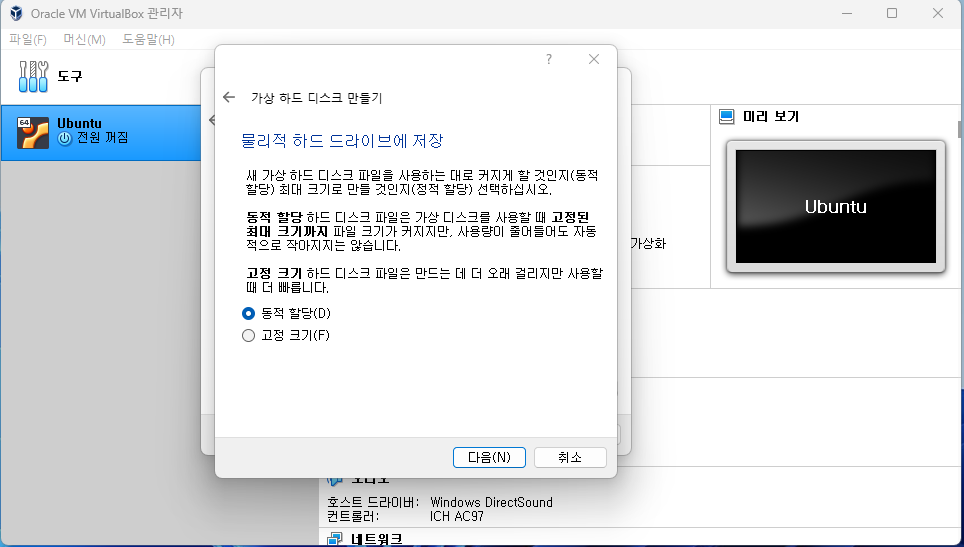 Oracle VM VirtualBox 관리자
파일(F) 머신(M) 도움말(H)
도구
64
Ubuntu
전원 꺼짐
?
가상 하드 디스크 만들기
물리적 하드 드라이브에 저장
새 가상 하드 디스크 파일을 사용하는 대로 커지게 할 것인지(동적
할당) 최대 크기로 만들 것인지(정적 할당) 선택하십시오.
동적 할당 하드 디스크 파일은 가상 디스크를 사용할 때 고정된
최대 크기까지 파일 크기가 커지지만, 사용량이 줄어들어도 자동
적으로 작아지지는 않습니다.
고정 크기 하드 디스크 파일은 만드는 데 더 오래 걸리지만 사용할
때 더 빠릅니다.
동적 할당(D)
고정 크기(F)
다음(N) 취소
가상화
미리 보기
Ubuntu
오디오
호스트 드라이버: Windows DirectSound
컨트롤러: ICH AC97
네트워크